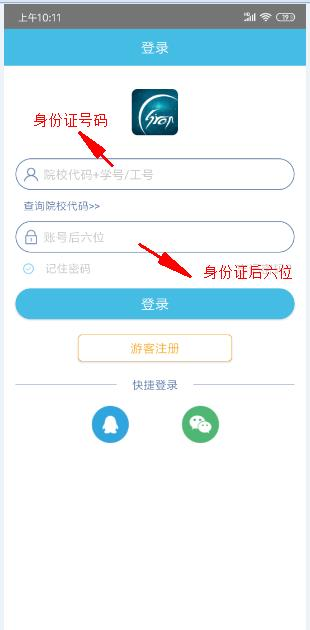 上午10:11
19
登录
身份证号码
院校代码+学号/工号
查询院校代码>>
账号后六位
身份证后六位
记住密码
登录
游客注册
快捷登录